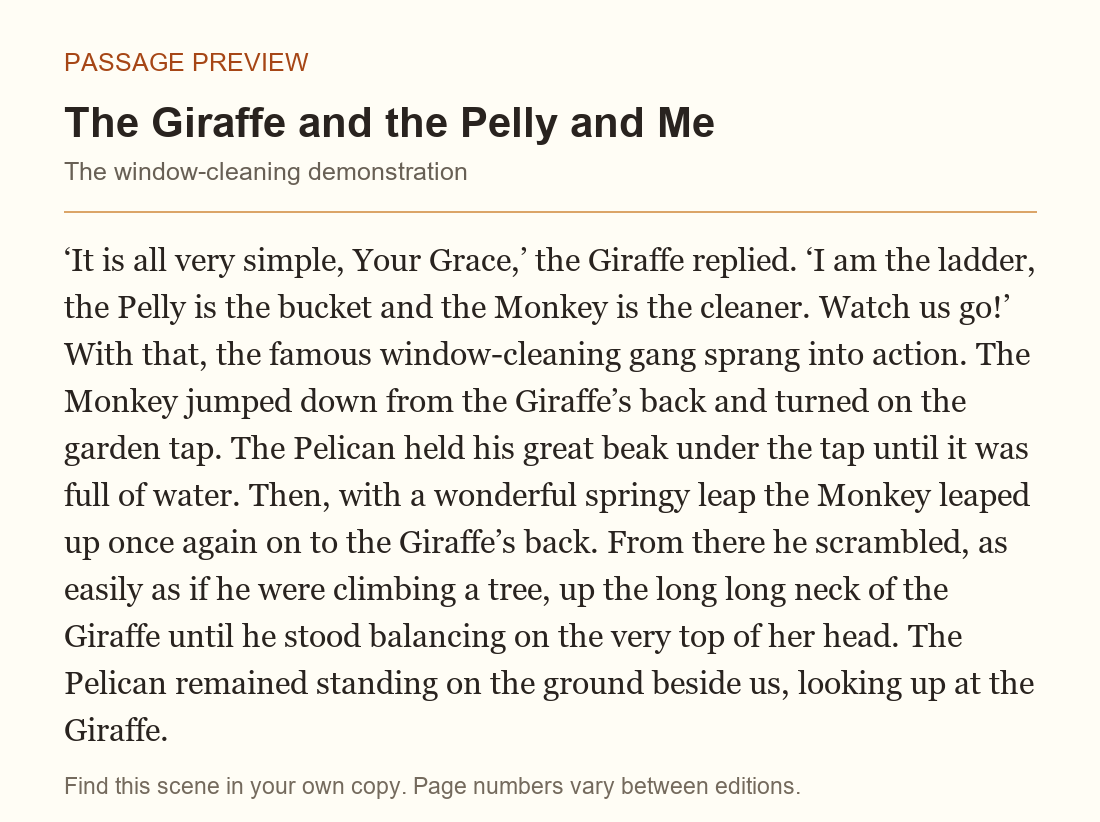 PASSAGE PREVIEW
The Giraffe and the Pelly and Me
The window-cleaning demonstration
‘It is all very simple, Your Grace,’ the Giraffe replied. ‘I am the ladder,
the Pelly is the bucket and the Monkey is the cleaner. Watch us go!’
With that, the famous window-cleaning gang sprang into action. The
Monkey jumped down from the Giraffe’s back and turned on the
garden tap. The Pelican held his great beak under the tap until it was
full of water. Then, with a wonderful springy leap the Monkey leaped
up once again on to the Giraffe’s back. From there he scrambled, as
easily as if he were climbing a tree, up the long long neck of the
Giraffe until he stood balancing on the very top of her head. The
Pelican remained standing on the ground beside us, looking up at the
Giraffe.
Find this scene in your own copy. Page numbers vary between editions.